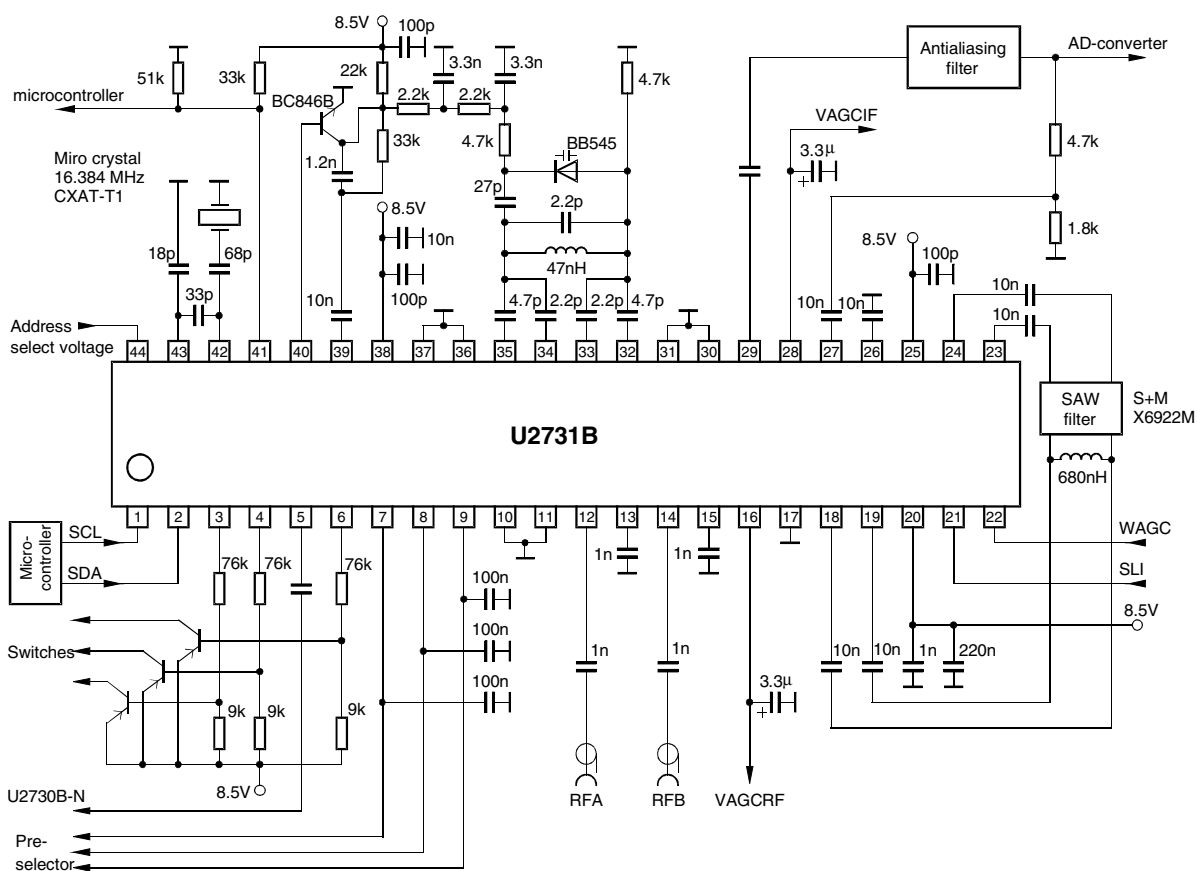 8.5V
100p
51k
33k
22k
3.3n
3.3n
4.7k
Antialiasing
filter
AD-converter
microcontroller
BC846B
2.2k
2.2k
33k
4.7k
BB545
VAGCIF
3.3µ
4.7k
Miro crystal
16.384 MHz
CXAT-T1
1.2n
27p
2.2p
8.5V
10n
47nH
1.8k
8.5V
100p
18p
68p
33p
10n
100p
4.7p
2.2p
2.2p
4.7p
10n
10n
10n
10n
Address
select voltage
44
43
42
41
40
39
38
37
36
35
34
33
32
31
30
29
28
27
26
25
24
23
SAW
filter
S+M
X6922M
U2731B
680nH
1
2
3
4
5
6
7
8
9
10
11
12
13
14
15
16
17
18
19
20
21
22
Micro-
controller
SCL
SDA
WAGC
SLI
8.5V
76k
76k
76k
100n
100n
100n
1n
1n
1n
1n
10n
10n
1n
220n
3.3µ
Switches
9k
9k
9k
8.5V
U2730B-N
RFA
RFB
VAGCRF
Pre-
selector